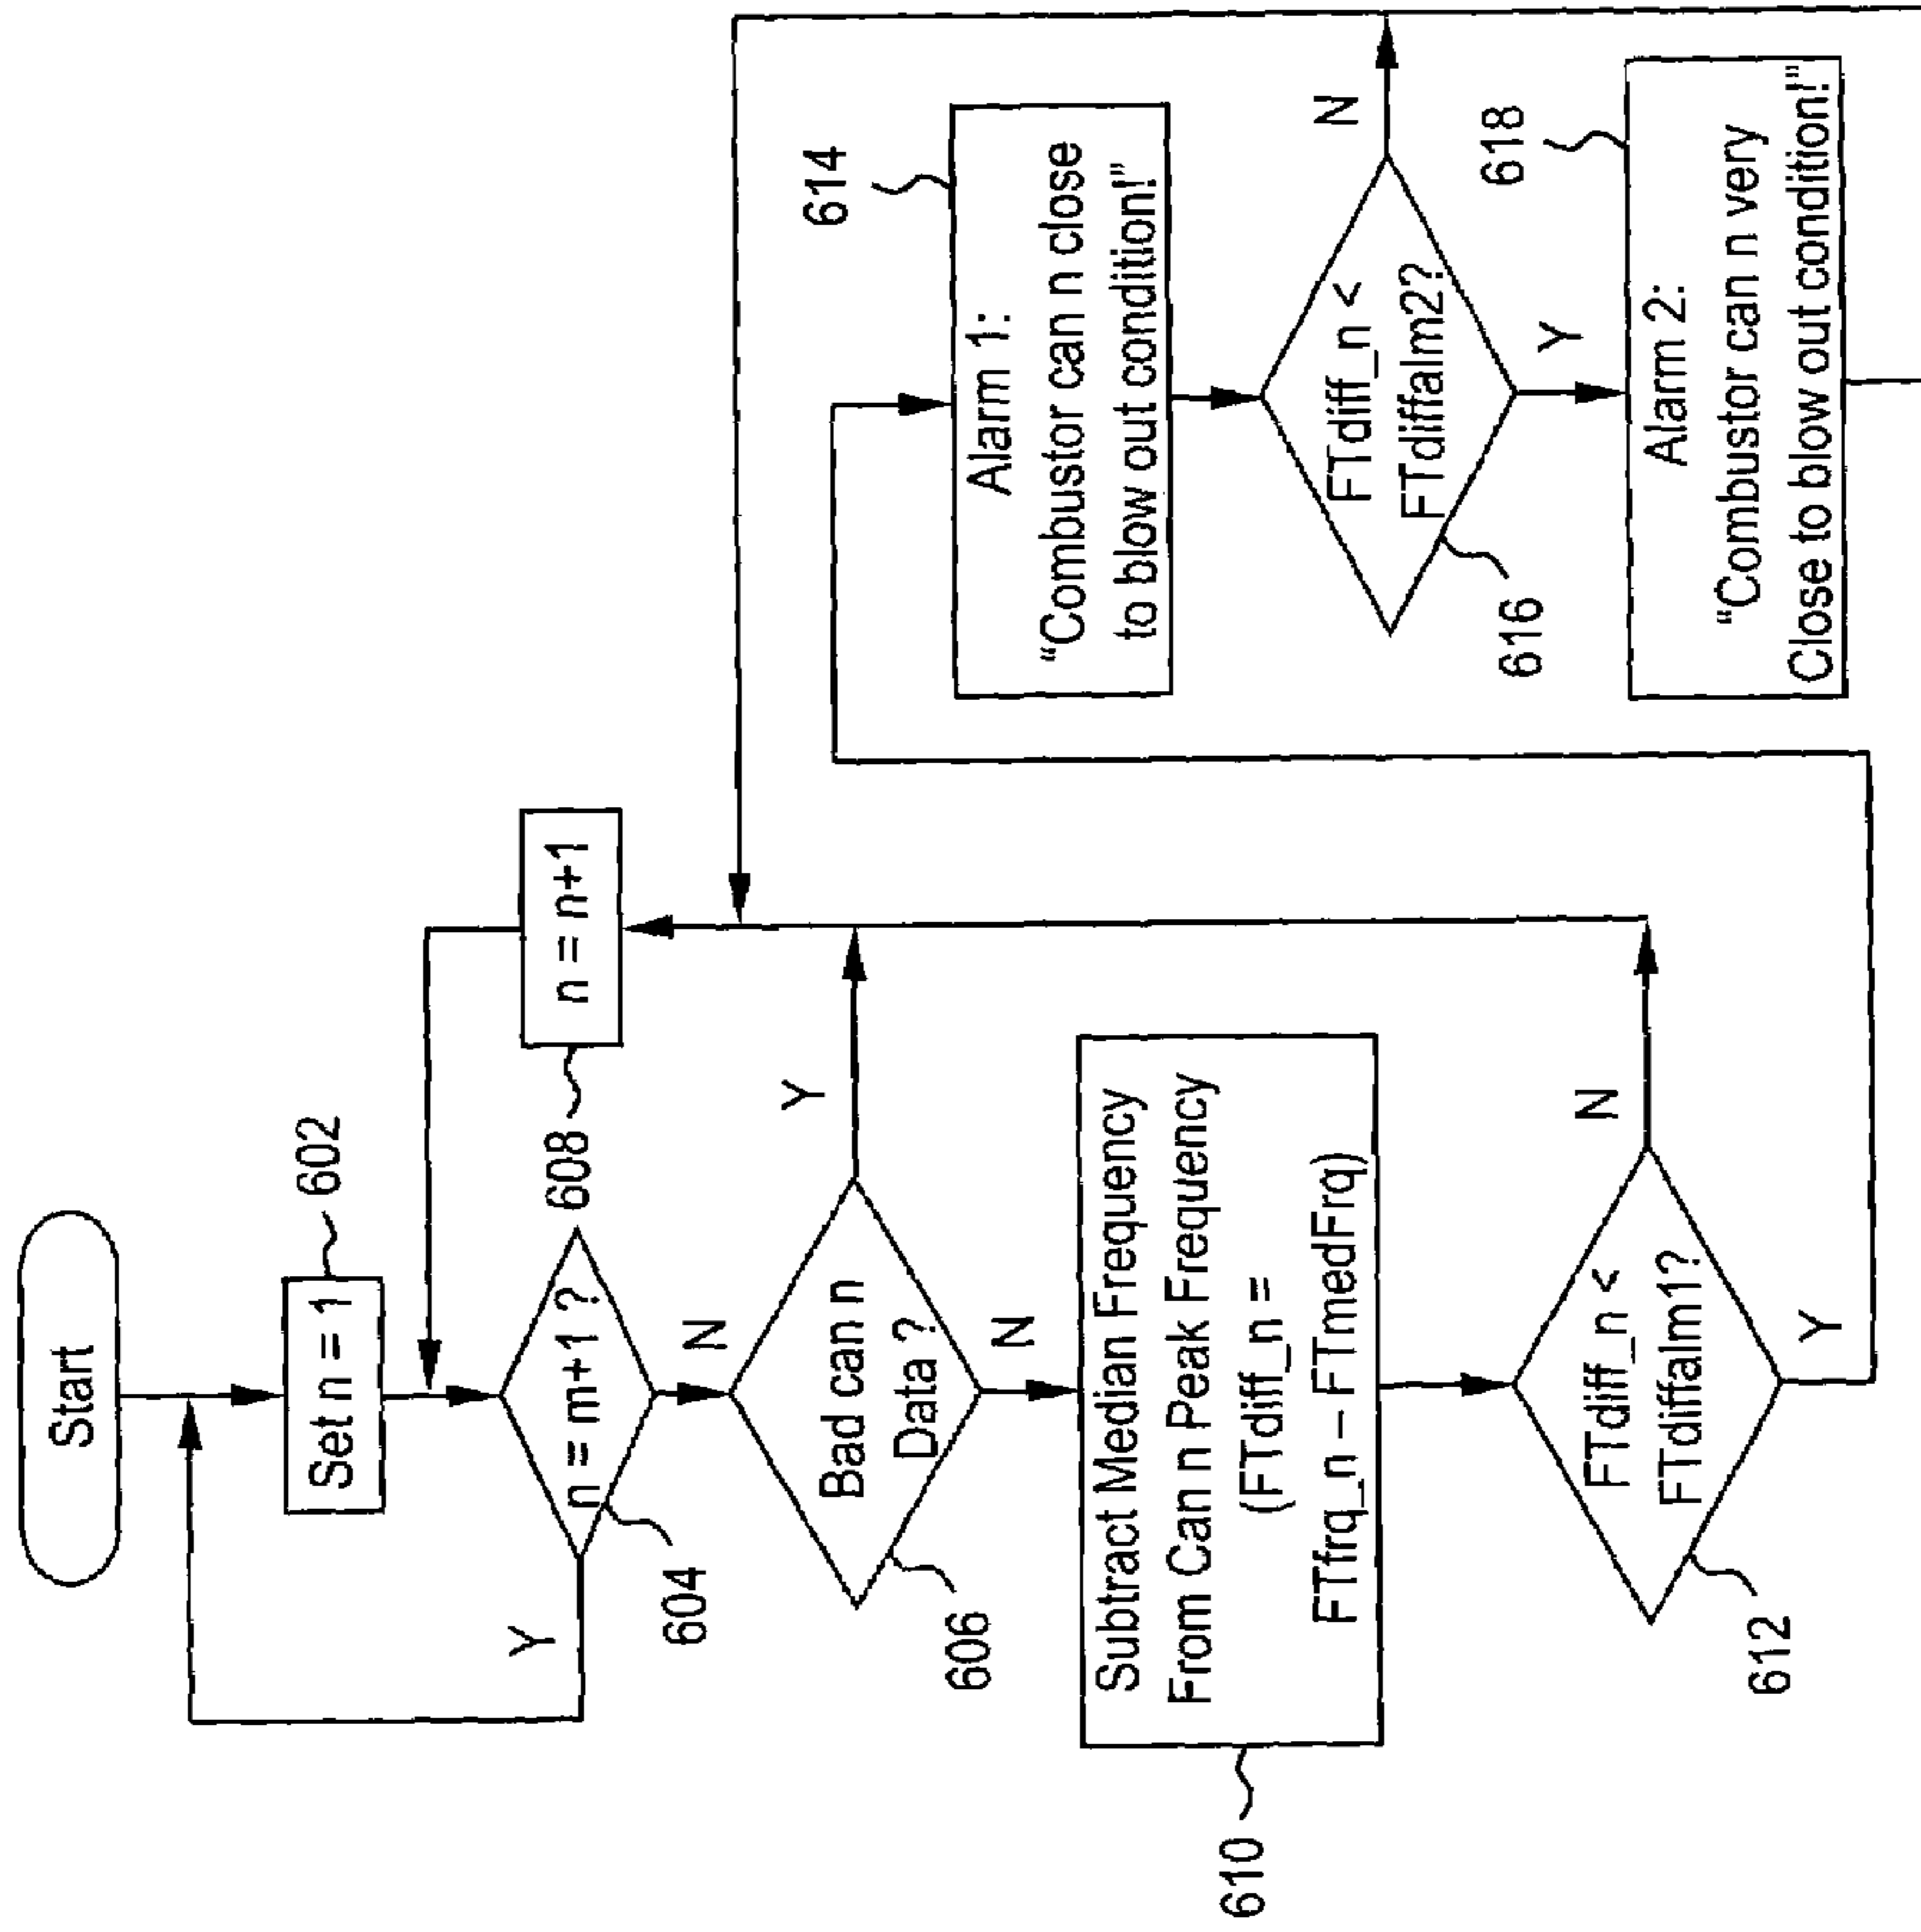 Start
Set n = 1
602
n = m+1 ?
604
Y
N
n = n+1
608
Bad can n
Data ?
606
Y
N
Subtract Median Frequency
From Can n Peak Frequency
(FTdiff_n =
FTfrq_n – FTmedFrq)
610
FTdiff_n <
FTdiffalm1?
612
N
Y
614
Alarm 1:
“Combustor can n close
to blow out condition!”
FTdiff_n <
FTdiffalm2?
616
N
Y
618
Alarm 2:
“Combustor can n very
Close to blow out condition!"